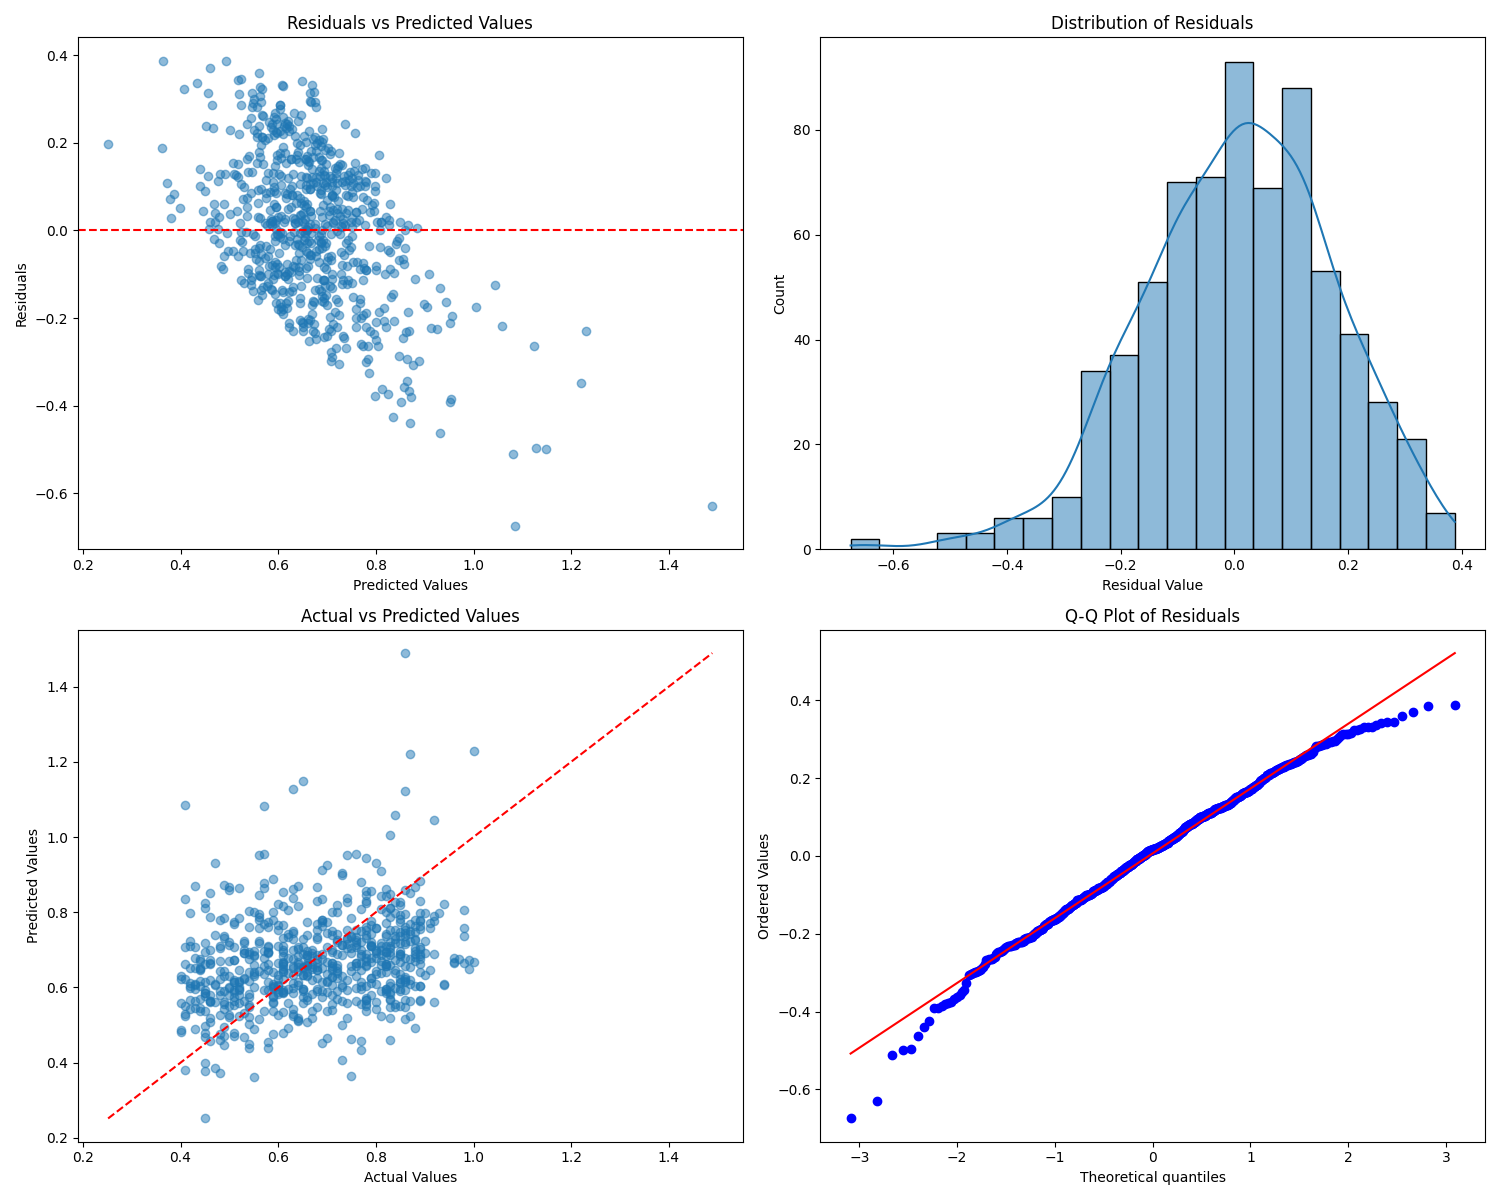 Residuals vs Predicted Values
0.4
0.2
0.0
−0.2
−0.4
−0.6
Residuals
0.2 0.4 0.6 0.8 1.0 1.2 1.4
Predicted Values
Distribution of Residuals
80
60
40
20
0
Count
−0.6 −0.4 −0.2 0.0 0.2 0.4
Residual Value
Actual vs Predicted Values
1.4
1.2
1.0
0.8
0.6
0.4
0.2
Predicted Values
0.2 0.4 0.6 0.8 1.0 1.2 1.4
Actual Values
Q-Q Plot of Residuals
0.4
0.2
0.0
−0.2
−0.4
−0.6
Ordered Values
−3 −2 −1 0 1 2 3
Theoretical quantiles